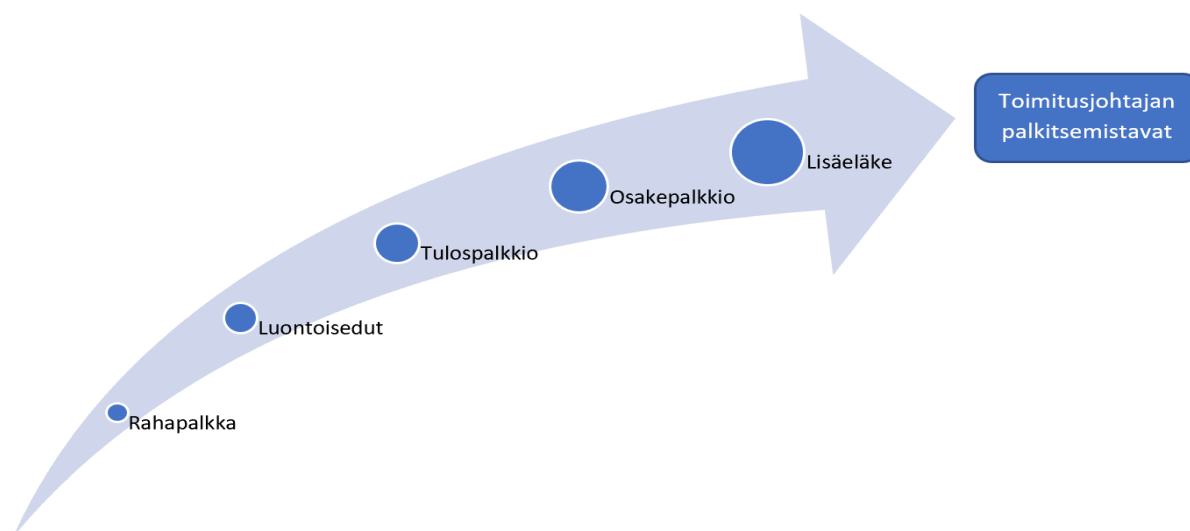 Toimitusjohtajan
palkitsemistavat
Lisäeläke
Osakepalkkio
Tulospalkkio
Luontoisedut
Rahapalkka